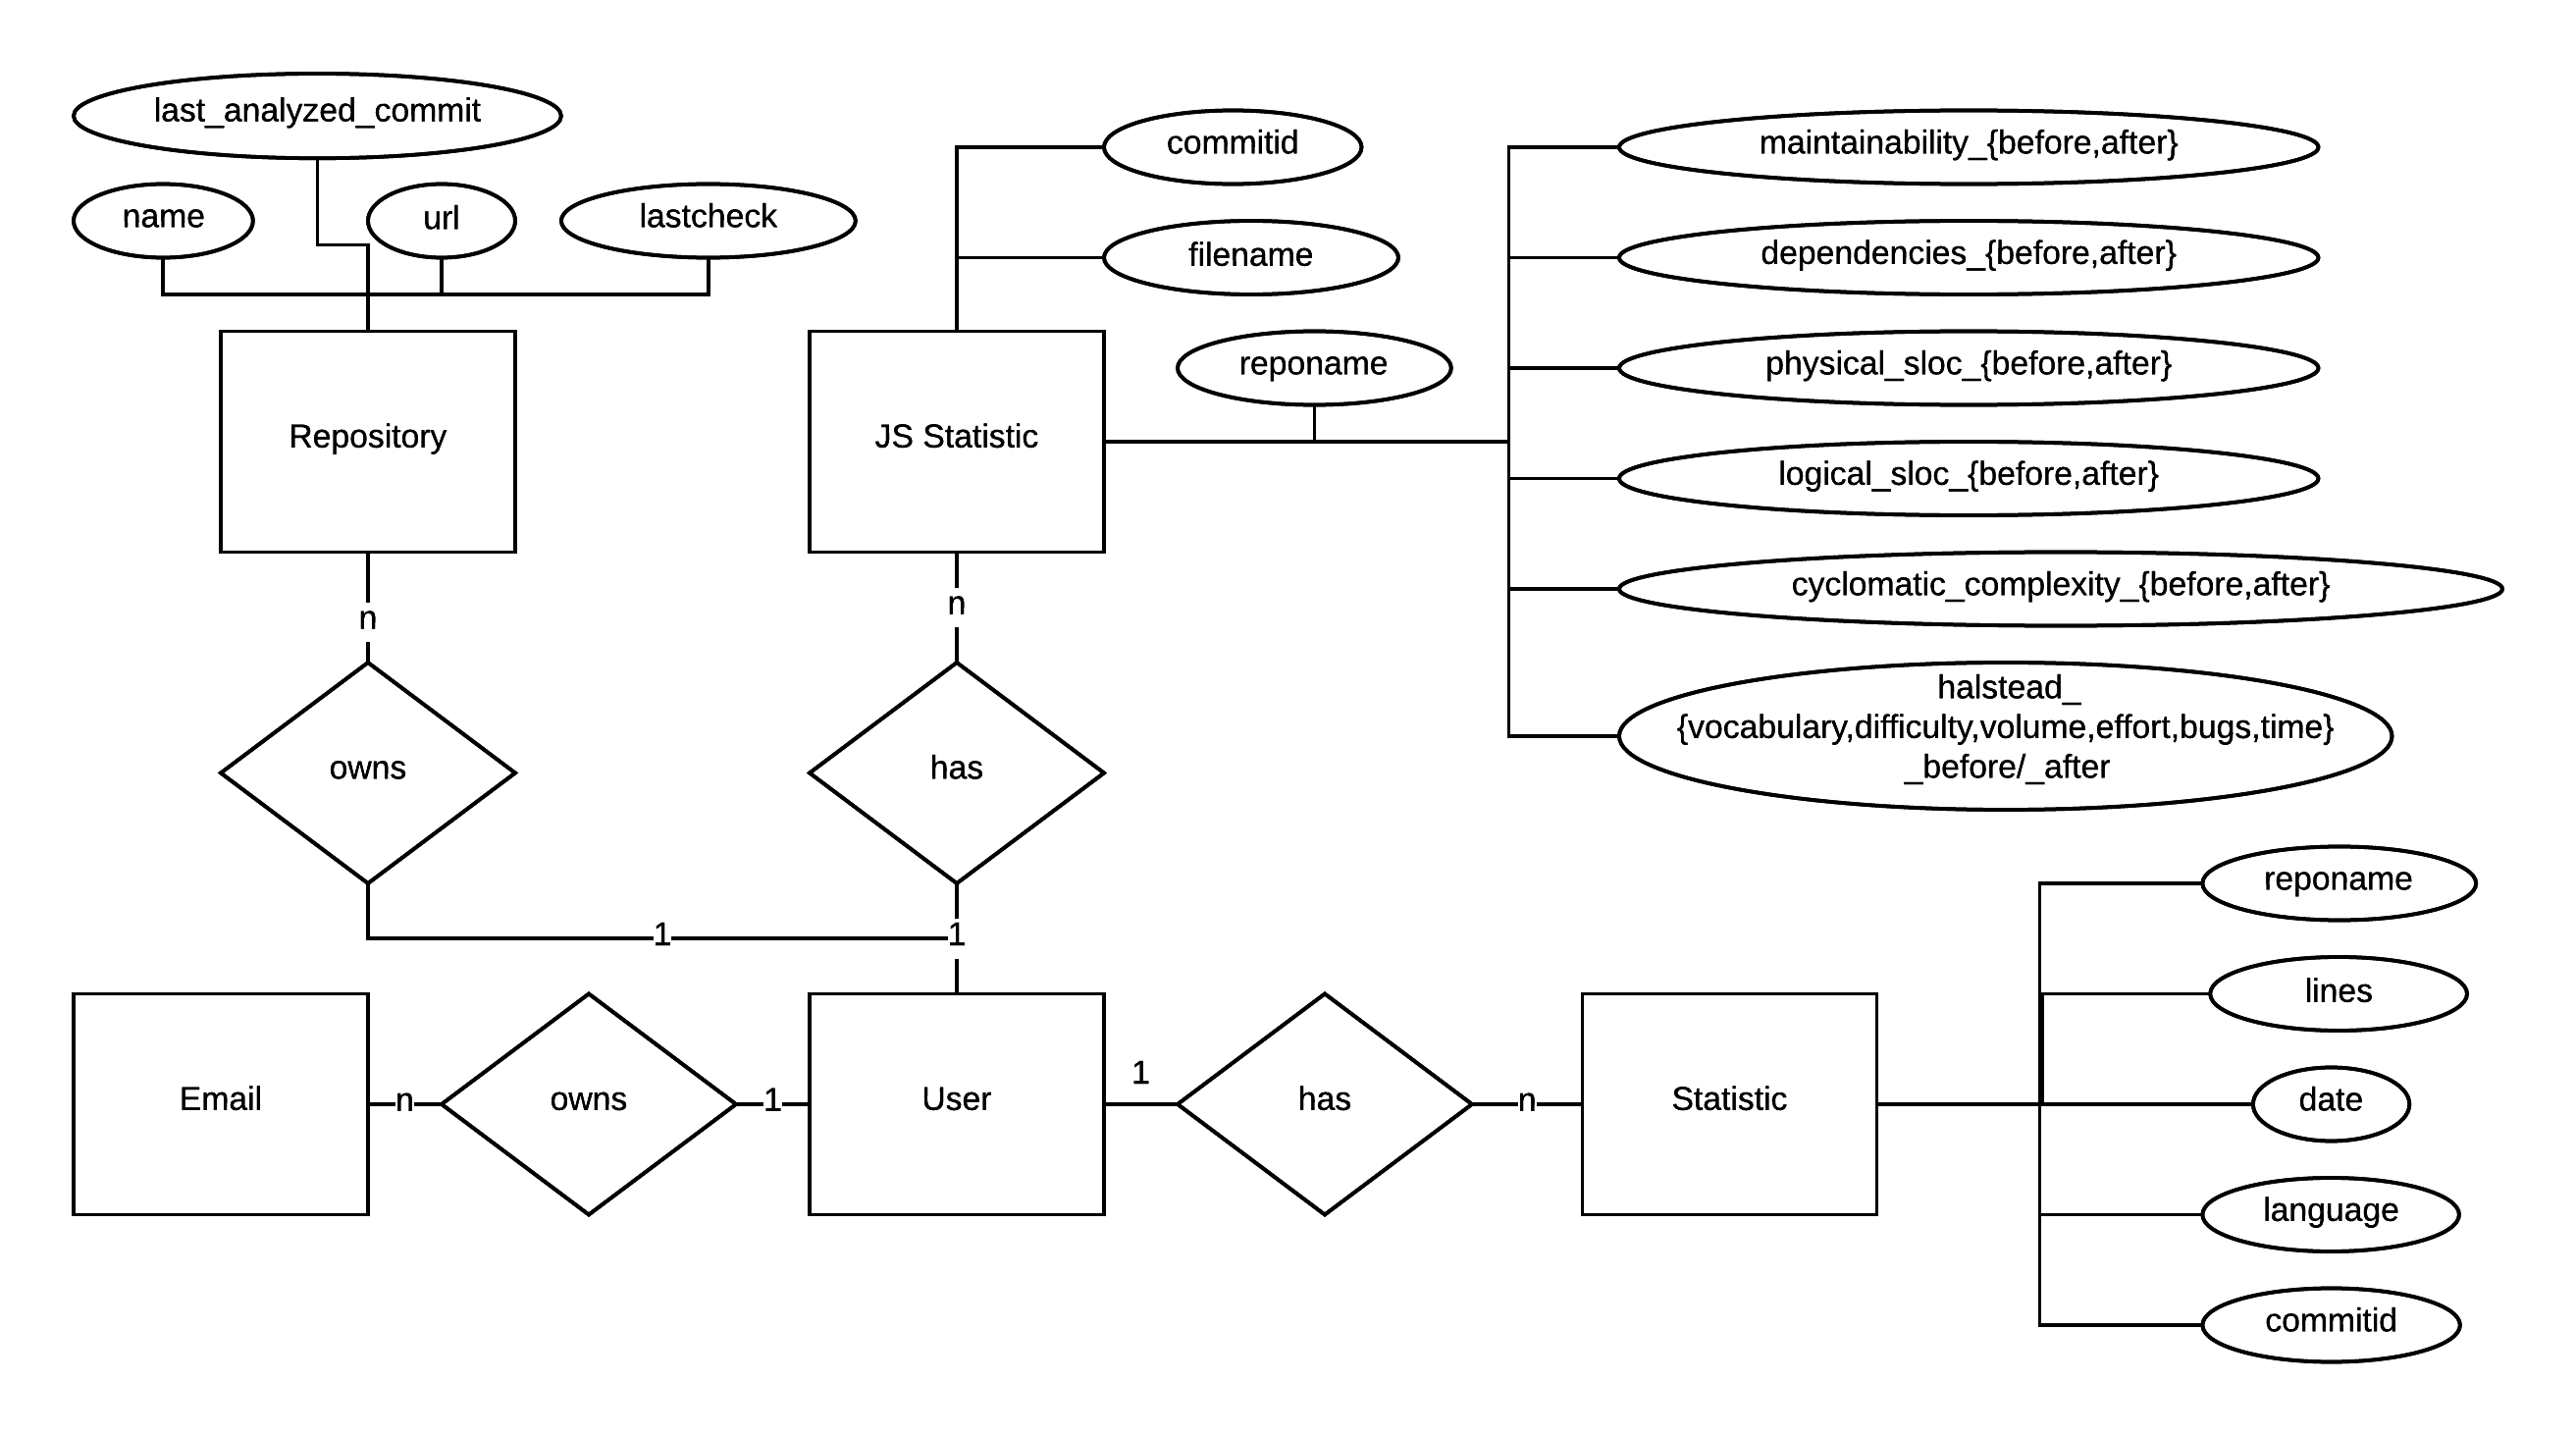 last_analyzed_commit
name
url
lastcheck
commitid
filename
reponame
maintainability_{before,after}
dependencies_{before,after}
physical_sloc_{before,after}
logical_sloc_{before,after}
cyclomatic_complexity_{before,after}
halstead_
{vocabulary,difficulty,volume,effort,bugs,time}
_before/_after
Repository
JS Statistic
n
n
owns
has
1
1
Email
n
owns
1
User
1
has
n
Statistic
reponame
lines
date
language
commitid